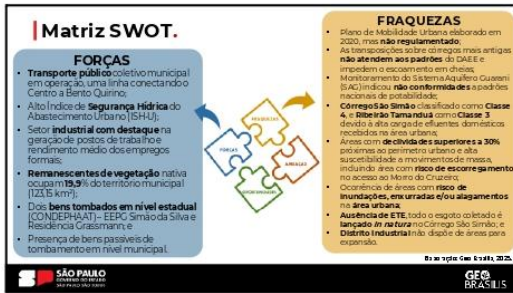 Matriz SWOT.
FORÇAS
• Transporte público coletivo municipal
em operação, uma linha conectando o
Centro a Bento Quirino;
• Alto Índice de Segurança Hídrica do
Abastecimento Urbano (ISH-U);
• Setor industrial com destaque na
geração de postos de trabalho e
rendimento médio dos empregos
formais;
• Remanescentes de vegetação nativa
ocupam 19,9% do território municipal
(123,15 km²);
• Dois bens tombados em nível estadual
(CONDEPHAAT) – EEPG Simão da Silva e
Residência Grassmann; e
• Presença de bens passíveis de
tombamento em nível municipal.
FRAQUEZAS
FORÇAS
AMEAÇAS
OPORTUNIDADES
FRAQUEZAS
• Plano de Mobilidade Urbana elaborado em
2020, mas não regulamentado;
• As transposições sobre córregos mais antigas
não atendem aos padrões do DAEE e
impedem o escoamento em cheias;
• Monitoramento do Sistema Aquífero Guarani
(SAG) indicou não conformidades a padrões
nacionais de potabilidade;
• Córrego São Simão classificado como Classe
4, e Ribeirão Tamanduá como Classe 3
devido à alta carga de efluentes domésticos
recebidos na área urbana;
• Áreas com declividades superiores a 30%
próximas ao perímetro urbano e alta
suscetibilidade a movimentos de massa,
incluindo área com risco de escorregamento
no acesso ao Morro do Cruzeiro;
• Ocorrência de áreas com risco de
inundações, enxurradas e/ou alagamentos
na área urbana;
• Ausência de ETE, todo o esgoto coletado é
lançado in natura no Córrego São Simão; e
• Distrito Industrial não dispõe de áreas para
expansão.
Elaboração: Geo Brasilis, 2025.
SÃO PAULO
GOVERNO DO ESTADO
SÃO PAULO SÃO TODOS
GEO
BRASILIS